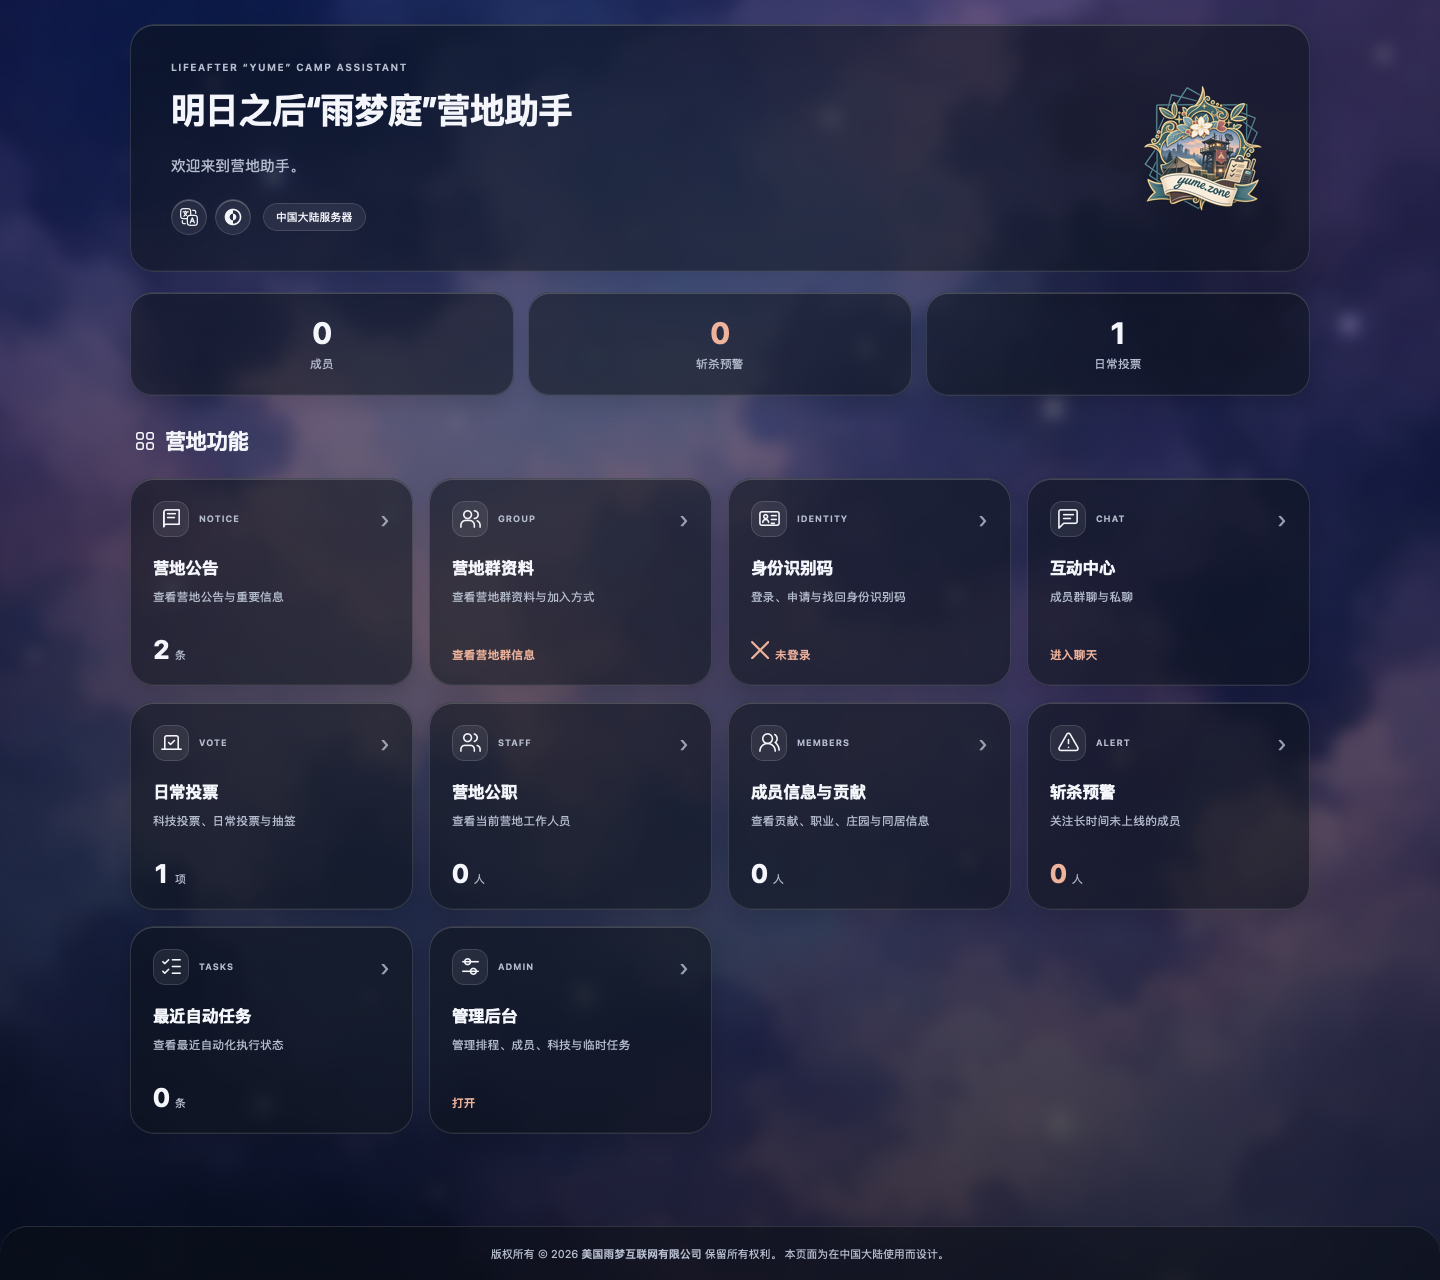 LIFEAFTER “YUME” CAMP ASSISTANT
明日之后“雨梦庭”营地助手
yume.zone
欢迎来到营地助手。
中国大陆服务器
0
成员
0
斩杀预警
1
日常投票
营地功能
NOTICE
营地公告
查看营地公告与重要信息
2 条
GROUP
营地群资料
查看营地群资料与加入方式
查看营地群信息
IDENTITY
身份识别码
登录、申请与找回身份识别码
未登录
CHAT
互动中心
成员群聊与私聊
进入聊天
VOTE
日常投票
科技投票、日常投票与抽签
1 项
STAFF
营地公职
查看当前营地工作人员
0 人
MEMBERS
成员信息与贡献
查看贡献、职业、庄园与同居信息
0 人
ALERT
斩杀预警
关注长时间未上线的成员
0 人
TASKS
最近自动任务
查看最近自动化执行状态
0 条
ADMIN
管理后台
管理排程、成员、科技与临时任务
打开
版权所有 © 2026 美国雨梦互联网有限公司 保留所有权利。 本页面为在中国大陆使用而设计。